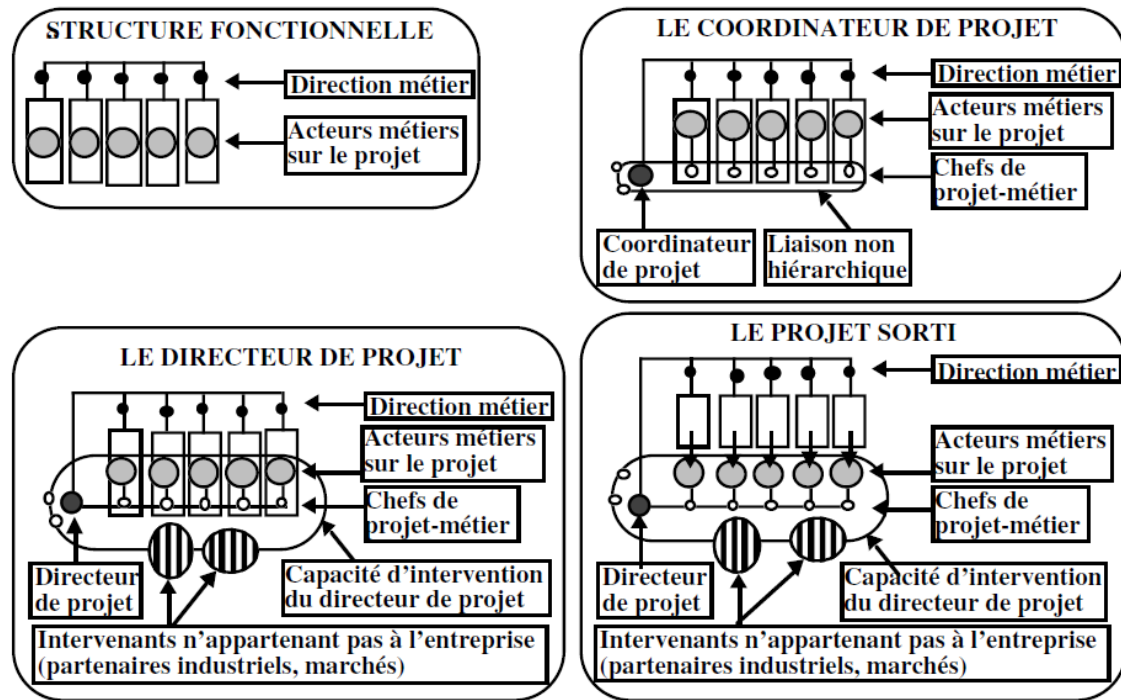 STRUCTURE FONCTIONNELLE
Direction métier
Acteurs métiers
sur le projet
LE COORDINATEUR DE PROJET
Direction métier
Acteurs métiers
sur le projet
Chefs de
projet-métier
Coordinateur
de projet
Liaison non
hiérarchique
LE DIRECTEUR DE PROJET
Direction métier
Acteurs métiers
sur le projet
Chefs de
projet-métier
Directeur
de projet
Capacité d’intervention
du directeur de projet
Intervenants n’appartenant pas à l’entreprise
(partenaires industriels, marchés)
LE PROJET SORTI
Direction métier
Acteurs métiers
sur le projet
Chefs de
projet-métier
Directeur
de projet
Capacité d’intervention
du directeur de projet
Intervenants n’appartenant pas à l’entreprise
(partenaires industriels, marchés)